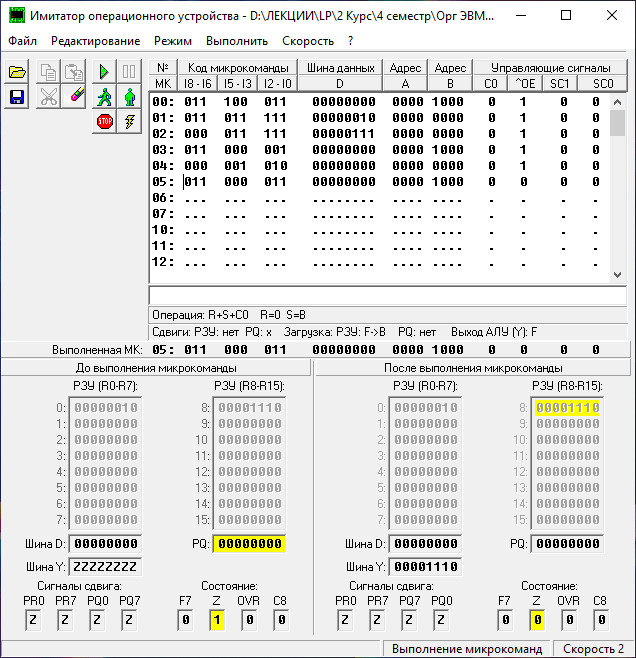 Имитатор операционного устройства - D:\ЛЕКЦИИ\LP\2 Курс\4 семестр\Орг ЭВМ...
Файл Редактирование Режим Выполнить Скорость ?
№ Код микрокоманды Шина данных Адрес Адрес Управляющие сигналы
МК I8 - I6 I5 - I3 I2 - I0 D A B C0 ^OE SC1 SC0
00: 011 100 011 00000000 0000 1000 0 1 0 0
01: 011 011 111 00000010 0000 0000 0 1 0 0
02: 000 011 111 00000111 0000 0000 0 1 0 0
03: 011 000 001 00000000 0000 1000 0 1 0 0
04: 000 001 010 00000000 0000 0000 0 1 0 0
05: 011 000 011 00000000 0000 1000 0 0 0 0
06: ... ... ... ........ .... .... . . . .
07: ... ... ... ........ .... .... . . . .
10: ... ... ... ........ .... .... . . . .
11: ... ... ... ........ .... .... . . . .
12: ... ... ... ........ .... .... . . . .
STOP
Операция: R+S+C0 R=0 S=B
Сдвиги: РЗУ: нет PQ: x Загрузка: РЗУ: F->B PQ: нет Выход АЛУ (Y): F
Выполненная МК: 05: 011 000 011 00000000 0000 1000 0 0 0 0
До выполнения микрокоманды После выполнения микрокоманды
РЗУ (R0-R7): РЗУ (R8-R15): РЗУ (R0-R7): РЗУ (R8-R15):
0: 00000010 8: 00001110 0: 00000010 8: 00001110
1: 00000000 9: 00000000 1: 00000000 9: 00000000
2: 00000000 10 00000000 2: 00000000 10 00000000
3: 00000000 11: 00000000 3: 00000000 11: 00000000
4: 00000000 12: 00000000 4: 00000000 12: 00000000
5: 00000000 13: 00000000 5: 00000000 13: 00000000
6: 00000000 14: 00000000 6: 00000000 14: 00000000
7: 00000000 15: 00000000 7: 00000000 15: 00000000
Шина D: 00000000 PQ: 00000000 Шина D: 00000000 PQ: 00000000
Шина Y: ZZZZZZZZ Шина Y: 00001110
Сигналы сдвига: Состояние: Сигналы сдвига: Состояние:
PR0 PR7 PQ0 PQ7 F7 Z OVR C8 PR0 PR7 PQ7 PQ0 F7 Z OVR C8
Z Z Z Z 0 1 0 0 Z Z Z Z 0 0 0 0
Выполнение микрокоманд Скорость 2